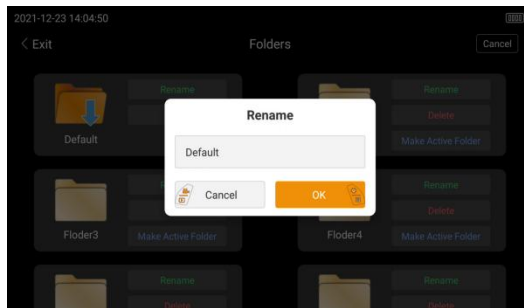 2021-12-23 14:04:50
Exit
Folders
Cancel
Rename
Rename
Delete
Default
Make Active Folder
Rename
Default
Cancel
OK
Rename
Delete
Floder3
Make Active Folder
Floder4
Make Active Folder
Rename
Rename
Delete
Delete